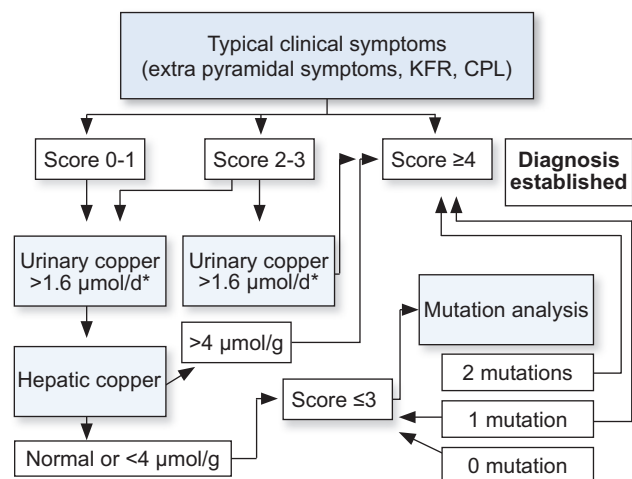 Typical clinical symptoms
(extra pyramidal symptoms, KFR, CPL)
Score 0-1
Score 2-3
Score ≥4
Diagnosis
established
Urinary copper
>1.6 µmol/d*
Urinary copper
>1.6 µmol/d*
Mutation analysis
>4 µmol/g
Hepatic copper
2 mutations
Score ≤3
1 mutation
Normal or <4 µmol/g
0 mutation